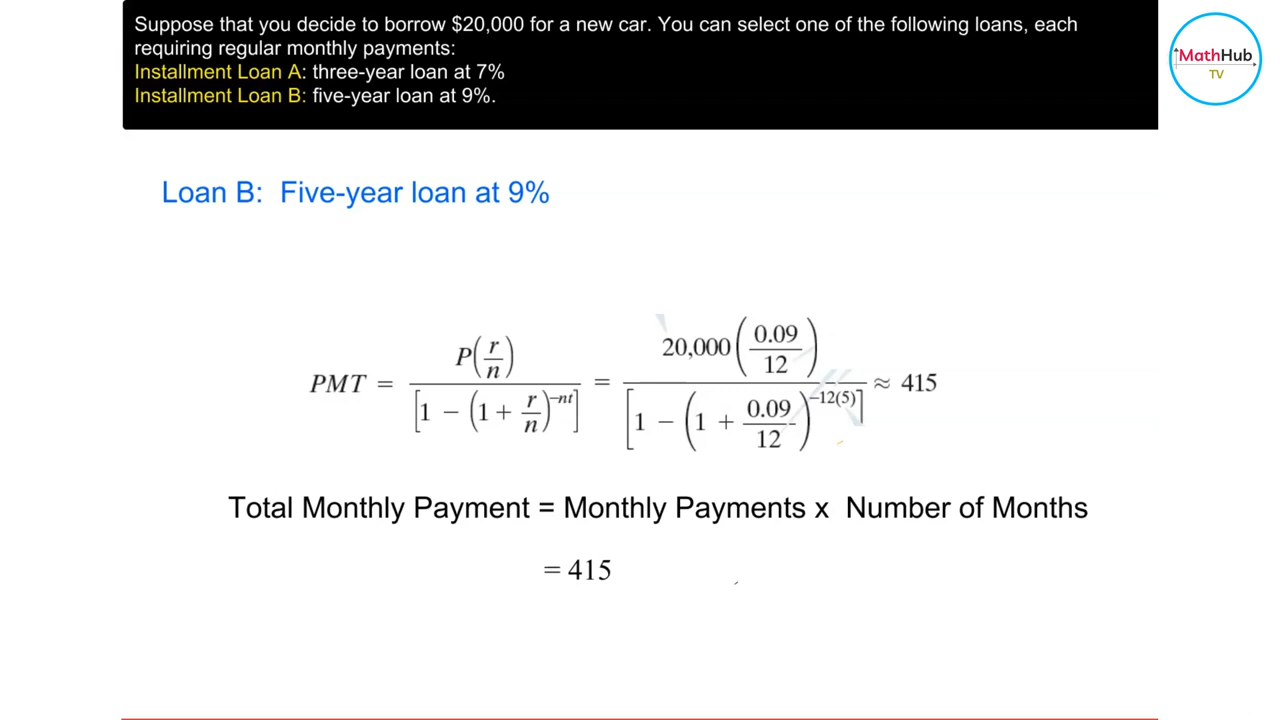 Suppose that you decide to borrow $20,000 for a new car. You can select one of the following loans, each
requiring regular monthly payments:
Installment Loan A: three-year loan at 7%
Installment Loan B: five-year loan at 9%.
MathHub
TV
Loan B: Five-year loan at 9%
PMT = P(r/n) / [1 − (1 + r/n)^−nt] = 20,000(0.09/12) / [1 − (1 + 0.09/12)^−12(5)] ≈ 415
Total Monthly Payment = Monthly Payments x Number of Months
= 415